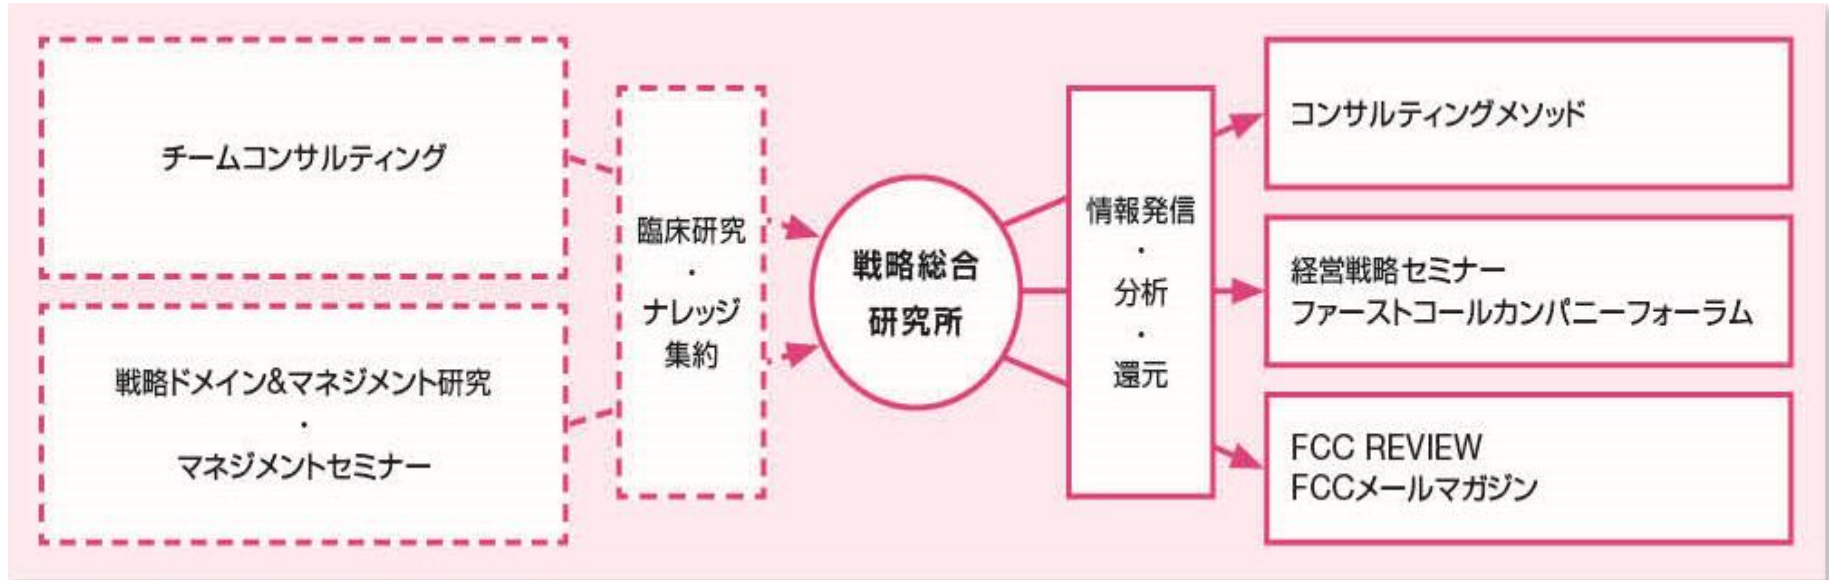 チームコンサルティング
戦略ドメイン&マネジメント研究
・
マネジメントセミナー
臨床研究
・
ナレッジ
集約
戦略総合
研究所
情報発信
・
分析
・
還元
コンサルティングメソッド
経営戦略セミナー
ファーストコールカンパニーフォーラム
FCC REVIEW
FCCメールマガジン